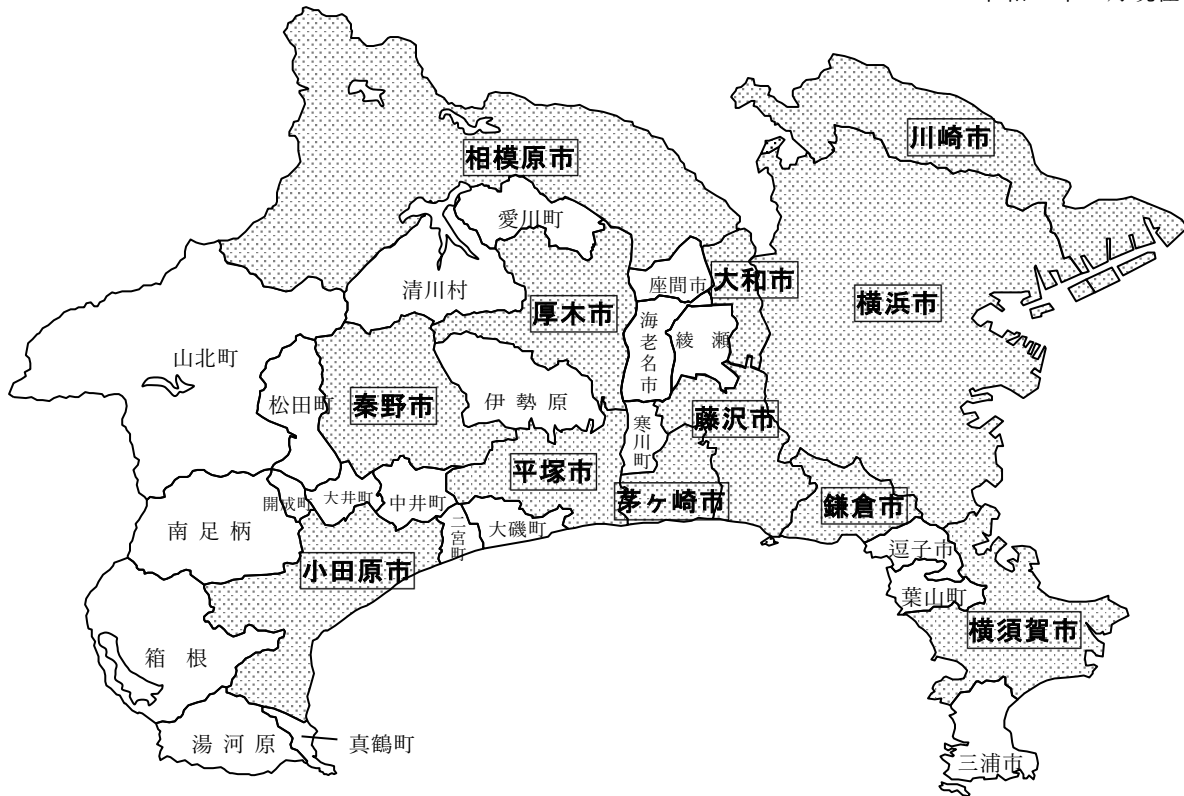 川崎市
相模原市
愛川町
座間市
大和市
清川村
厚木市
横浜市
海老名市
綾瀬
山北町
松田町
秦野市
伊勢原
藤沢市
寒川町
平塚市
開成町
大井町
中井町
茅ヶ崎市
鎌倉市
南足柄
二宮町
大磯町
逗子市
小田原市
葉山町
横須賀市
箱根
湯河原
真鶴町
三浦市